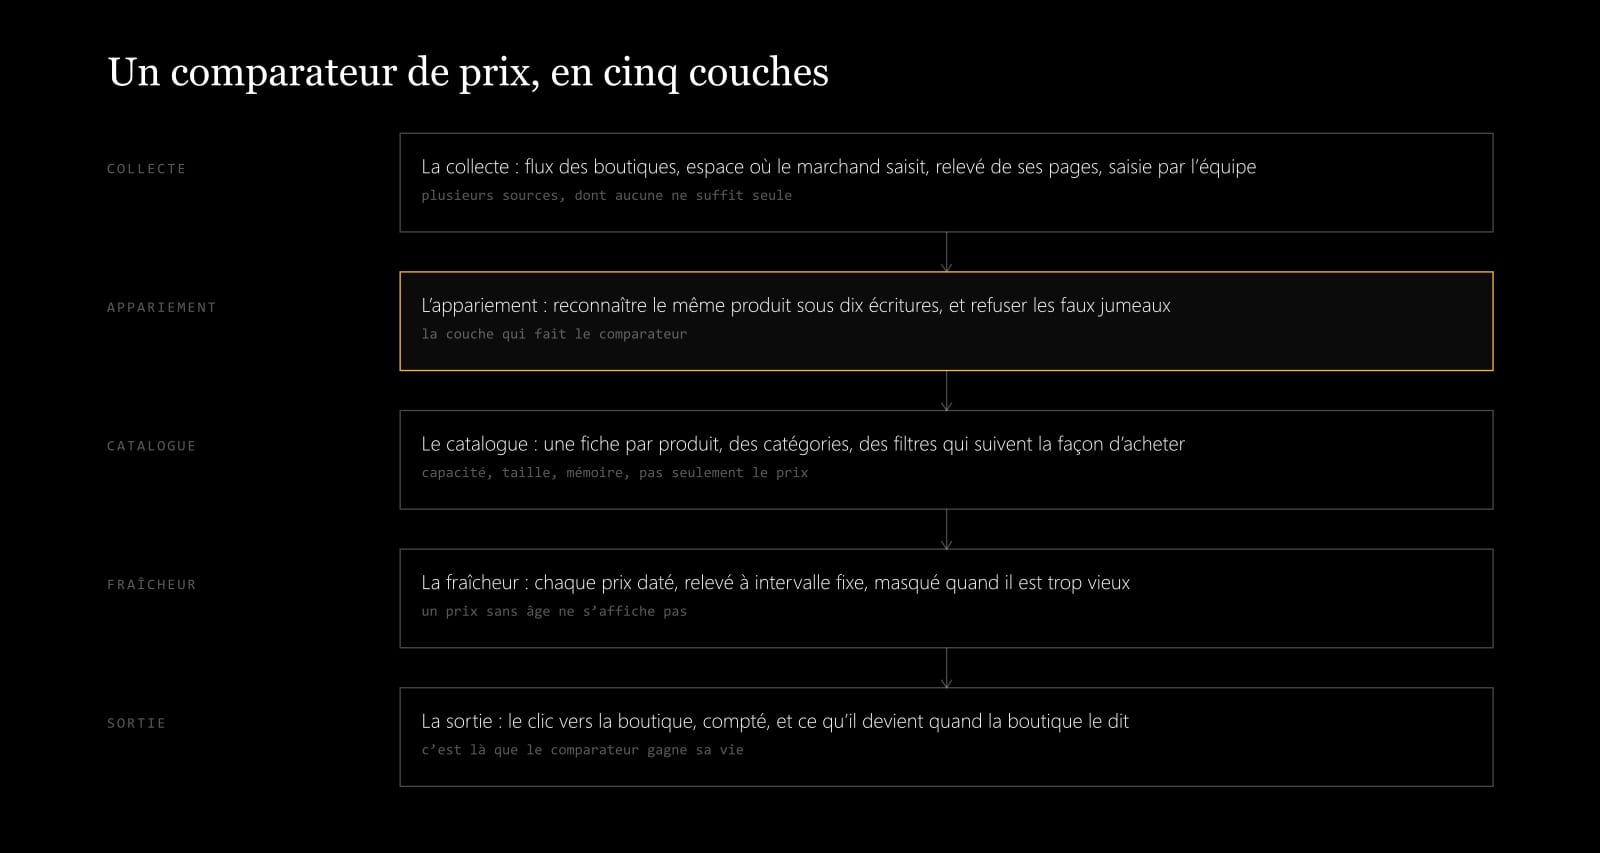 Un comparateur de prix, en cinq couches
COLLECTE
La collecte : flux des boutiques, espace où le marchand saisit, relevé de ses pages, saisie par l’équipe
plusieurs sources, dont aucune ne suffit seule
APPARIEMENT
L’appariement : reconnaître le même produit sous dix écritures, et refuser les faux jumeaux
la couche qui fait le comparateur
CATALOGUE
Le catalogue : une fiche par produit, des catégories, des filtres qui suivent la façon d’acheter
capacité, taille, mémoire, pas seulement le prix
FRAÎCHEUR
La fraîcheur : chaque prix daté, relevé à intervalle fixe, masqué quand il est trop vieux
un prix sans âge ne s’affiche pas
SORTIE
La sortie : le clic vers la boutique, compté, et ce qu’il devient quand la boutique le dit
c’est là que le comparateur gagne sa vie